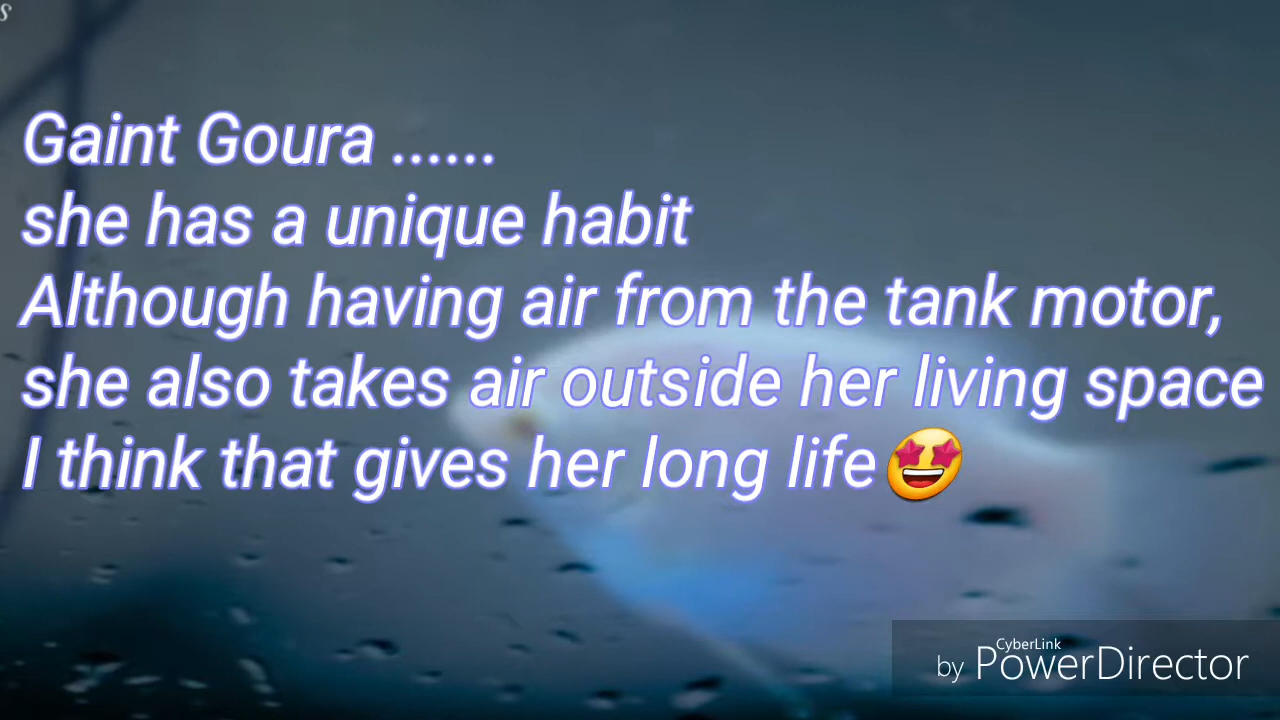 s
Gaint Goura ......
she has a unique habit
Although having air from the tank motor,
she also takes air outside her living space
I think that gives her long life🤩
CyberLink
by PowerDirector